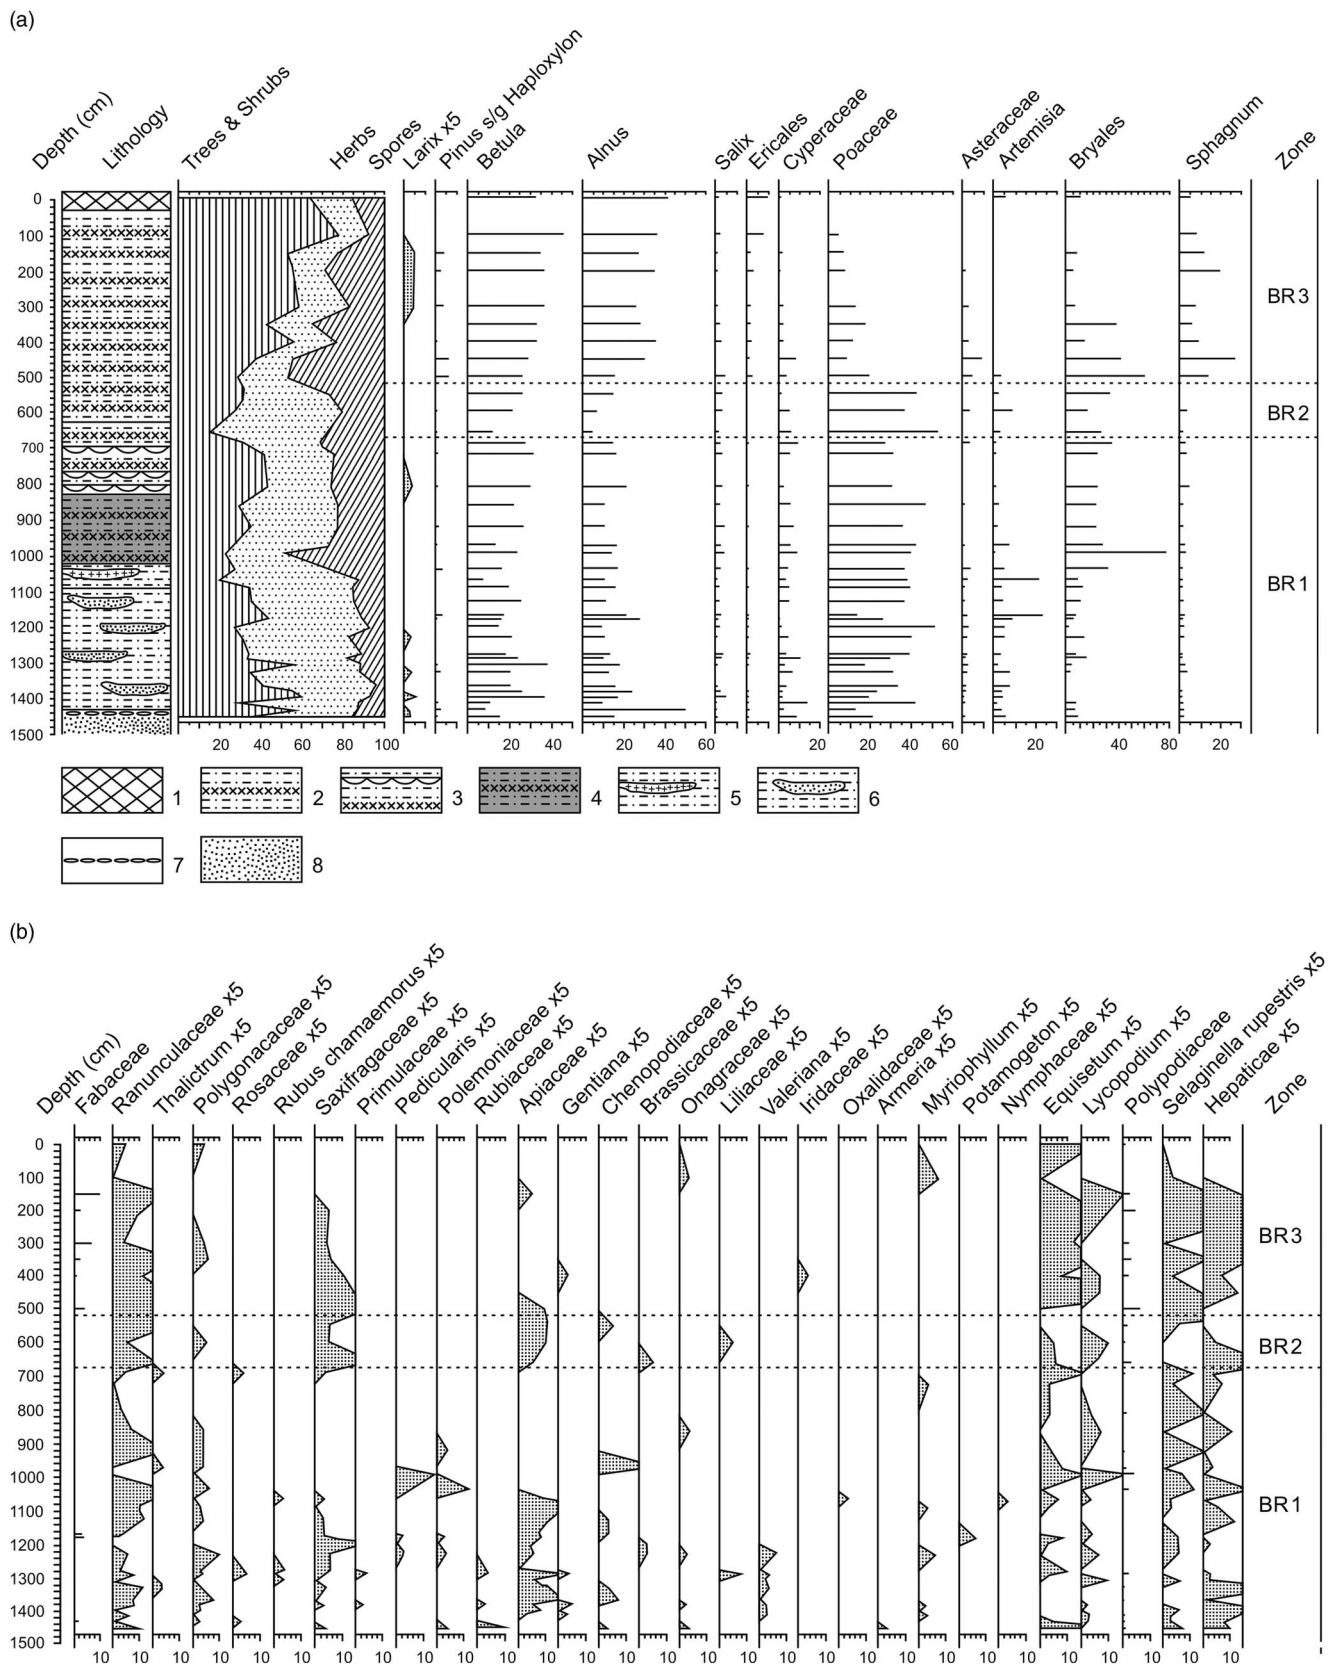 (a)
Depth (cm)
Lithology
Trees & Shrubs
Herbs
Spores
Larix x5
Pinus s/g Haploxylon
Betula
Alnus
Salix
Ericales
Cyperaceae
Poaceae
Asteraceae
Artemisia
Bryales
Sphagnum
Zone
0
100
200
300
400
500
600
700
800
900
1000
1100
1200
1300
1400
1500
BR3
BR2
BR1
20 40 60 80 100 20 40 20 40 60 20 20 40 60 20 40 80 20
1 2 3 4 5 6
7 8
(b)
Depth (cm)
Fabaceae
Ranunculaceae x5
Thalictrum x5
Polygonacaceae x5
Rosaceae x5
Rubus chamaemorus x5
Saxifragaceae x5
Primulaceae x5
Pedicularis x5
Polemoniaceae x5
Rubiaceae x5
Apiaceae x5
Gentiana x5
Chenopodiaceae x5
Brassicaceae x5
Onagraceae x5
Liliaceae x5
Valeriana x5
Iridaceae x5
Oxalidaceae x5
Armeria x5
Myriophyllum x5
Potamogeton x5
Nymphaceae x5
Equisetum x5
Lycopodium x5
Polypodiaceae
Selaginella rupestris x5
Hepaticae x5
Zone
0
100
200
300
400
500
600
700
800
900
1000
1100
1200
1300
1400
1500
BR3
BR2
BR1
10 10 10 10 10 10 10 10 10 10 10 10 10 10 10 10 10 10 10 10 10 10 10 10 10 10 10 10 10